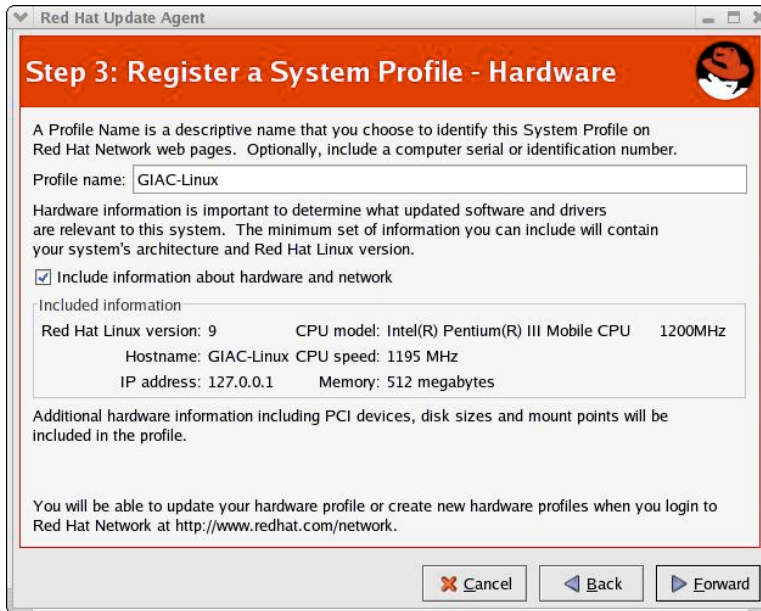 Red Hat Update Agent
Step 3: Register a System Profile - Hardware
A Profile Name is a descriptive name that you choose to identify this System Profile on
Red Hat Network web pages.  Optionally, include a computer serial or identification number.
Profile name: GIAC-Linux
Hardware information is important to determine what updated software and drivers
are relevant to this system.  The minimum set of information you can include will contain
your system's architecture and Red Hat Linux version.
Include information about hardware and network
Included information
Red Hat Linux version: 9 CPU model: Intel(R) Pentium(R) III Mobile CPU 1200MHz
Hostname: GIAC-Linux CPU speed: 1195 MHz
IP address: 127.0.0.1 Memory: 512 megabytes
Additional hardware information including PCI devices, disk sizes and mount points will be
included in the profile.
You will be able to update your hardware profile or create new hardware profiles when you login to
Red Hat Network at http://www.redhat.com/network.
Cancel Back Forward